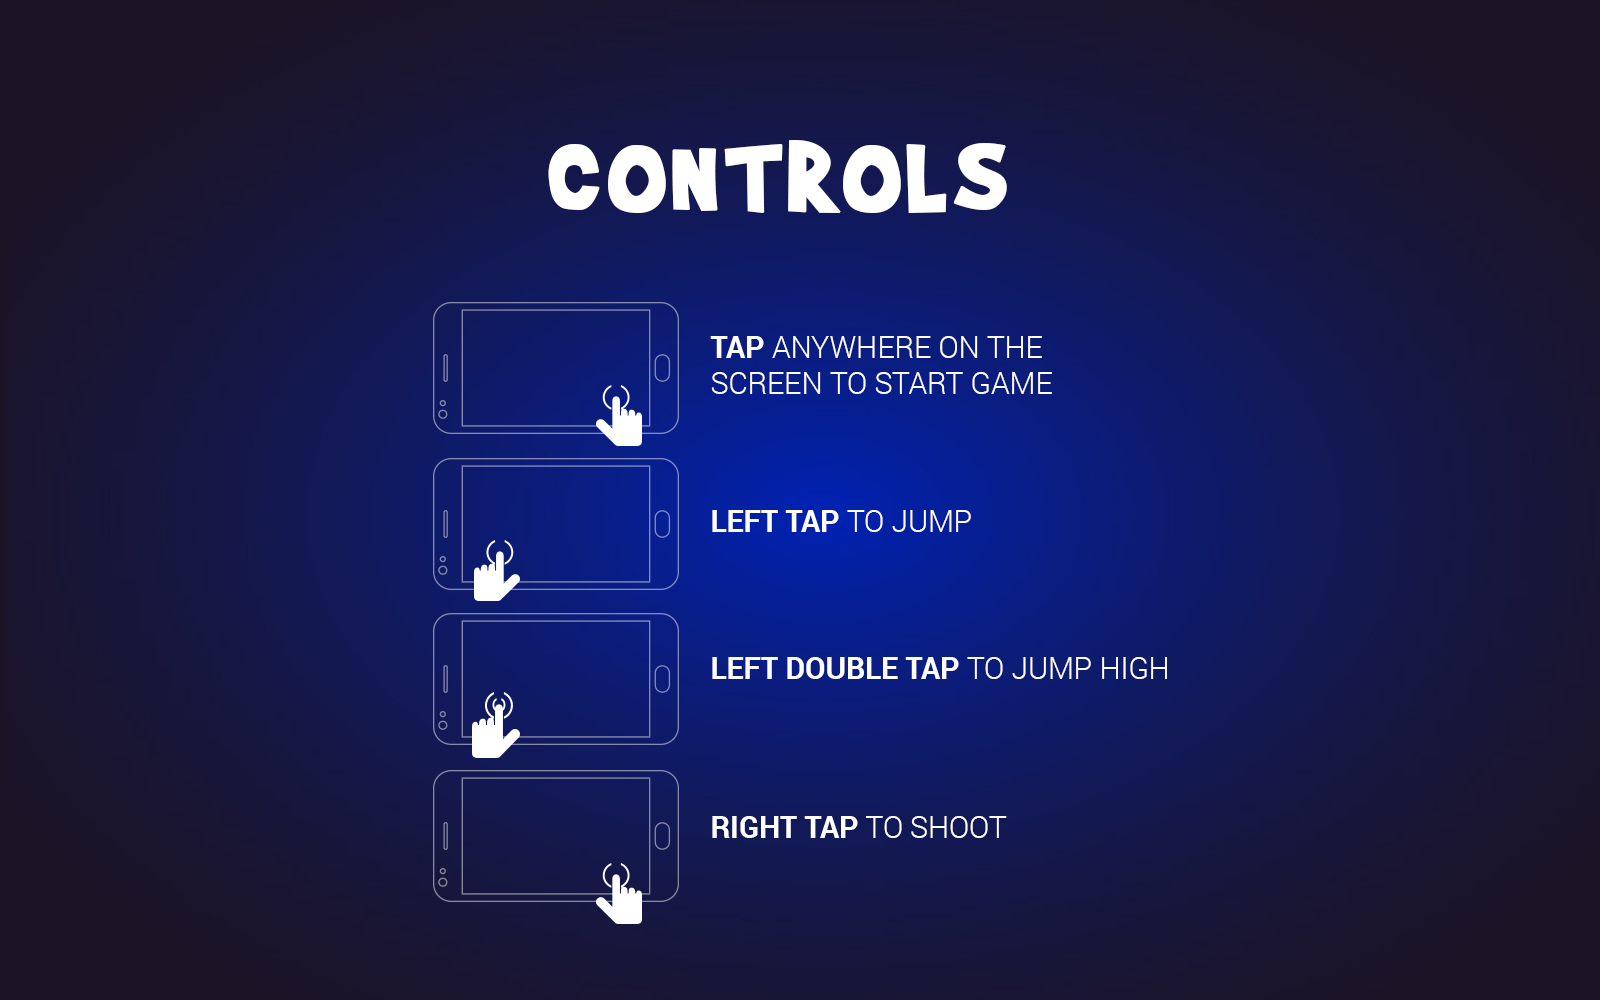 CONTROLS
TAP ANYWHERE ON THE
SCREEN TO START GAME
LEFT TAP TO JUMP
LEFT DOUBLE TAP TO JUMP HIGH
RIGHT TAP TO SHOOT